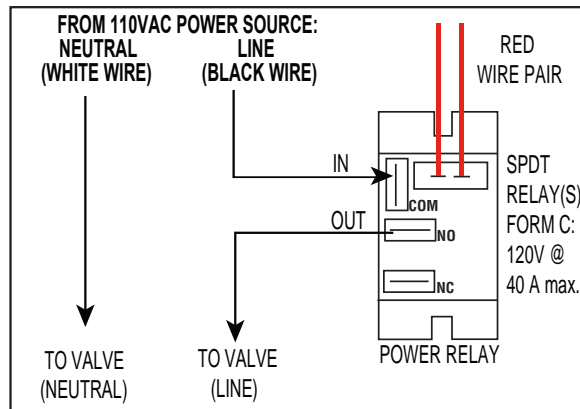 FROM 110VAC POWER SOURCE:
NEUTRAL
(WHITE WIRE)
LINE
(BLACK WIRE)
RED
WIRE PAIR
IN
COM
SPDT
RELAY(S)
FORM C:
120V @
40 A max.
OUT
NO
NC
TO VALVE
(NEUTRAL)
TO VALVE
(LINE)
POWER RELAY